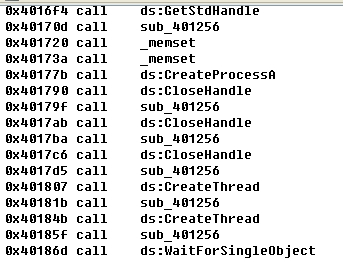 0x4016f4 call ds:GetStdHandle
0x40170d call sub_401256
0x401720 call _memset
0x40173a call _memset
0x40177b call ds:CreateProcessA
0x401790 call ds:CloseHandle
0x40179f call sub_401256
0x4017ab call ds:CloseHandle
0x4017ba call sub_401256
0x4017c6 call ds:CloseHandle
0x4017d5 call sub_401256
0x401807 call ds:CreateThread
0x40181b call sub_401256
0x40184b call ds:CreateThread
0x40185f call sub_401256
0x40186d call ds:WaitForSingleObject